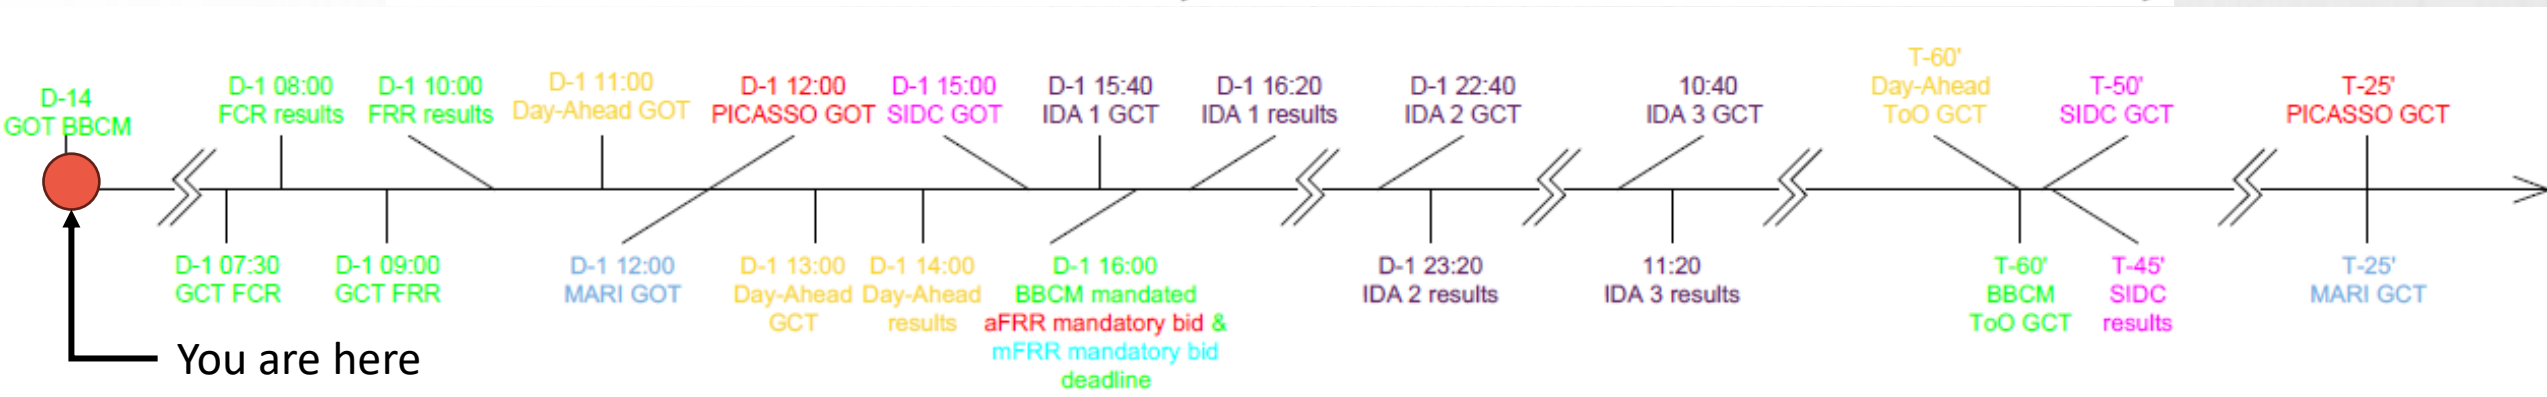 D-14
GOT BBCM
D-1 08:00
FCR results
D-1 10:00
FRR results
D-1 11:00
Day-Ahead GOT
D-1 12:00
PICASSO GOT
D-1 15:00
SIDC GOT
D-1 15:40
IDA 1 GCT
D-1 16:20
IDA 1 results
D-1 22:40
IDA 2 GCT
10:40
IDA 3 GCT
T-60'
Day-Ahead
ToO GCT
T-50'
SIDC GCT
T-25'
PICASSO GCT
D-1 07:30
GCT FCR
D-1 09:00
GCT FRR
D-1 12:00
MARI GOT
D-1 13:00
Day-Ahead
GCT
D-1 14:00
Day-Ahead
results
D-1 16:00
BBCM mandated
aFRR mandatory bid &
mFRR mandatory bid
deadline
D-1 23:20
IDA 2 results
11:20
IDA 3 results
T-60'
BBCM
ToO GCT
T-45'
SIDC
results
T-25'
MARI GCT
You are here